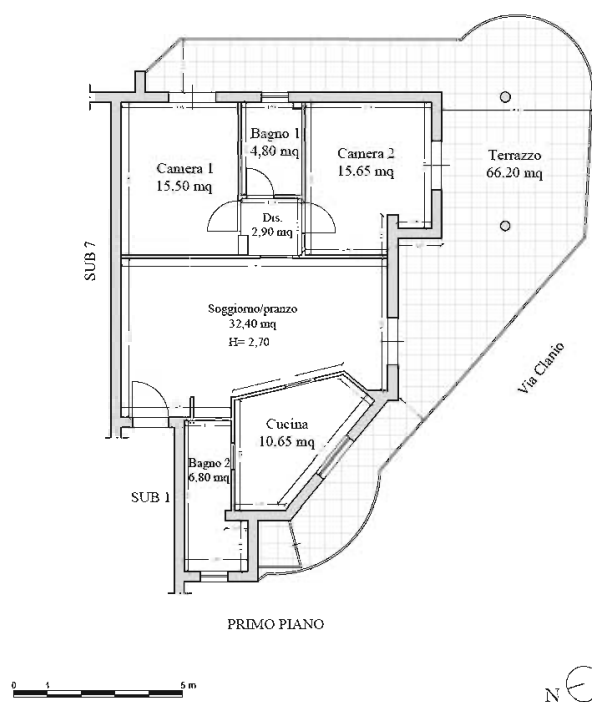 Bagno 1
4,80 mq
Camera 1
15,50 mq
Camera 2
15,65 mq
Terrazzo
66,20 mq
Dis.
2,90 mq
SUB 7
Soggiorno/pranzo
32,40 mq
H= 2,70
Via Clanio
Cucina
10,65 mq
Bagno 2
6,80 mq
SUB 1
PRIMO PIANO
0 1 5 m
N